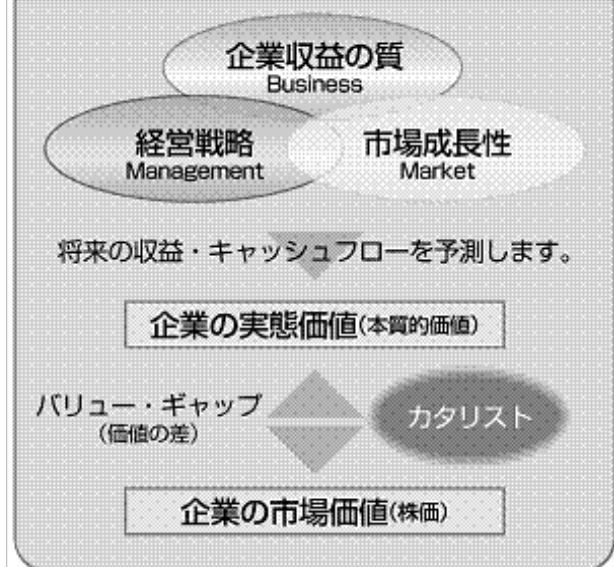 企業収益の質
Business
経営戦略
Management
市場成長性
Market
将来の収益・キャッシュフローを予測します。
企業の実態価値(本質的価値)
バリュー・ギャップ
(価値の差)
カタリスト
企業の市場価値(株価)